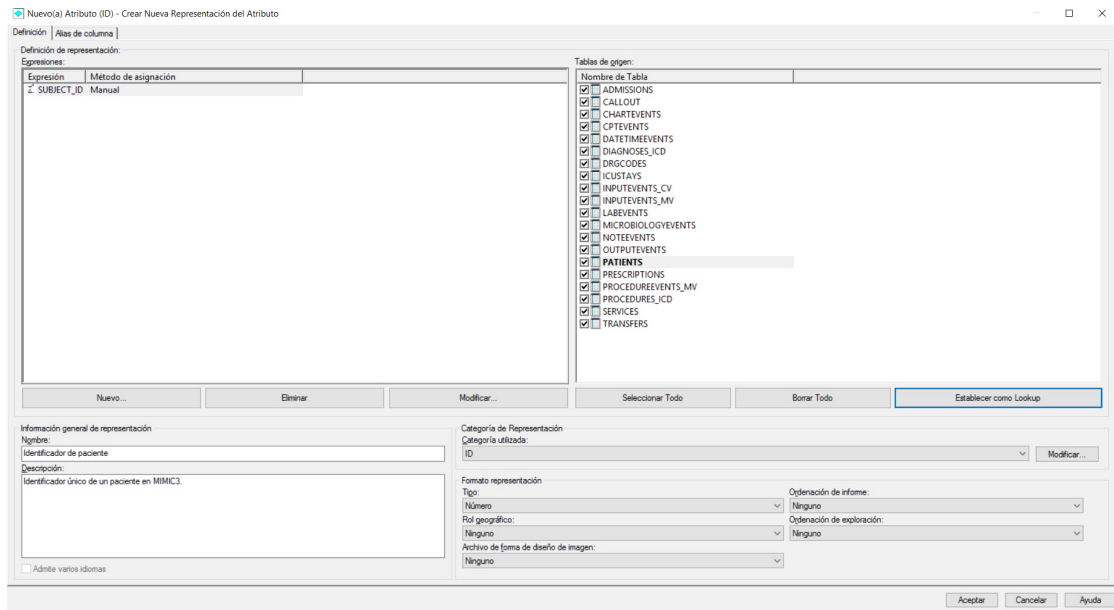 Nuevo(a) Atributo (ID) - Crear Nueva Representación del Atributo
Definición
Alias de columna
Definición de representación:
Expresiones:
Expresión
Método de asignación
SUBJECT_ID
Manual
Nuevo...
Eliminar
Modificar...
Tablas de origen:
Nombre de Tabla
ADMISSIONS
CALLOUT
CHARTEVENTS
CPTEVENTS
DATETIMEEVENTS
DIAGNOSES_ICD
DRGCODES
ICUSTAYS
INPUTEVENTS_CV
INPUTEVENTS_MV
LABEVENTS
MICROBIOLOGYEVENTS
NOTEEVENTS
OUTPUTEVENTS
PATIENTS
PRESCRIPTIONS
PROCEDUREEVENTS_MV
PROCEDURES_ICD
SERVICES
TRANSFERS
Seleccionar Todo
Borrar Todo
Establecer como Lookup
Información general de representación
Nombre:
Identificador de paciente
Descripción:
Identificador único de un paciente en MIMIC3.
Admite varios idiomas
Categoría de Representación
Categoría utilizada:
ID
Modificar...
Formato representación
Tipo:
Número
Ordenación de informe:
Ninguno
Rol geográfico:
Ninguno
Ordenación de exploración:
Ninguno
Archivo de forma de diseño de imagen:
Ninguno
Aceptar
Cancelar
Ayuda